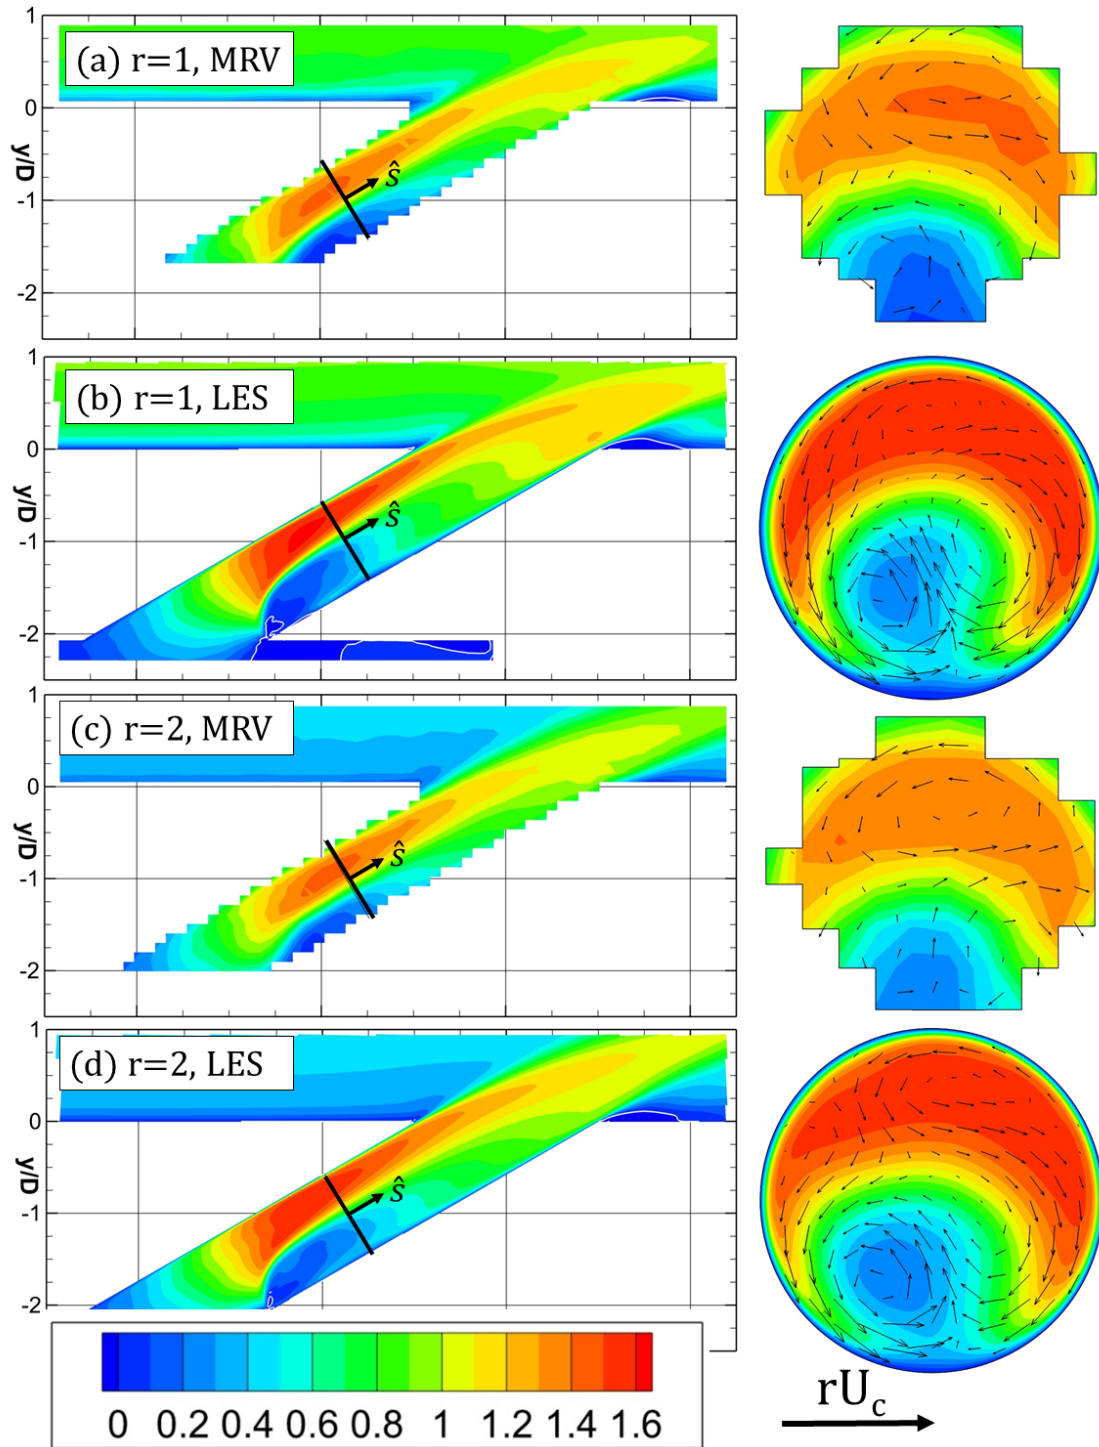 1
(a) r=1, MRV
0
y/D
-1
ŝ
-2
1
(b) r=1, LES
0
y/D
-1
ŝ
-2
1
(c) r=2, MRV
0
y/D
-1
ŝ
-2
1
(d) r=2, LES
0
y/D
-1
ŝ
-2
0 0.2 0.4 0.6 0.8 1 1.2 1.4 1.6
rUc